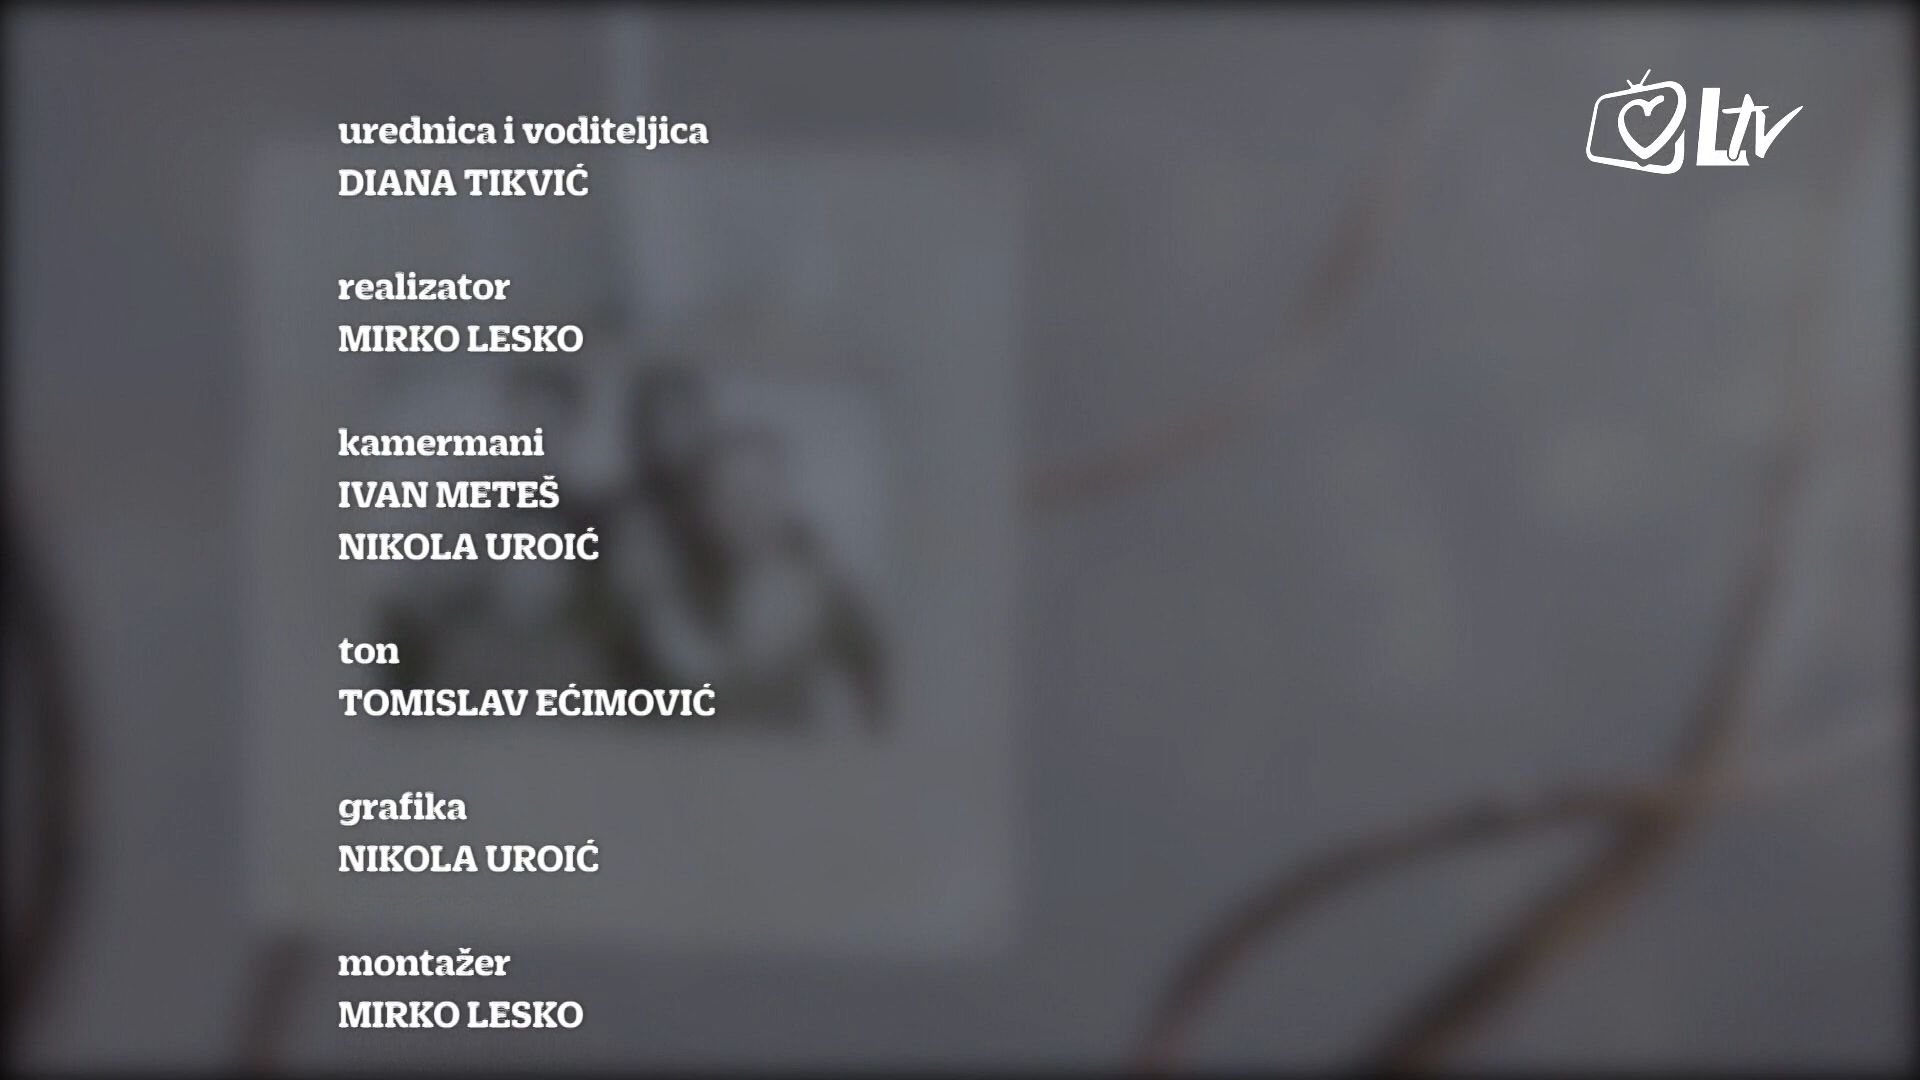 LTV
urednica i voditeljica
DIANA TIKVIĆ
realizator
MIRKO LESKO
kamermani
IVAN METEŠ
NIKOLA UROIĆ
ton
TOMISLAV EĆIMOVIĆ
grafika
NIKOLA UROIĆ
montažer
MIRKO LESKO